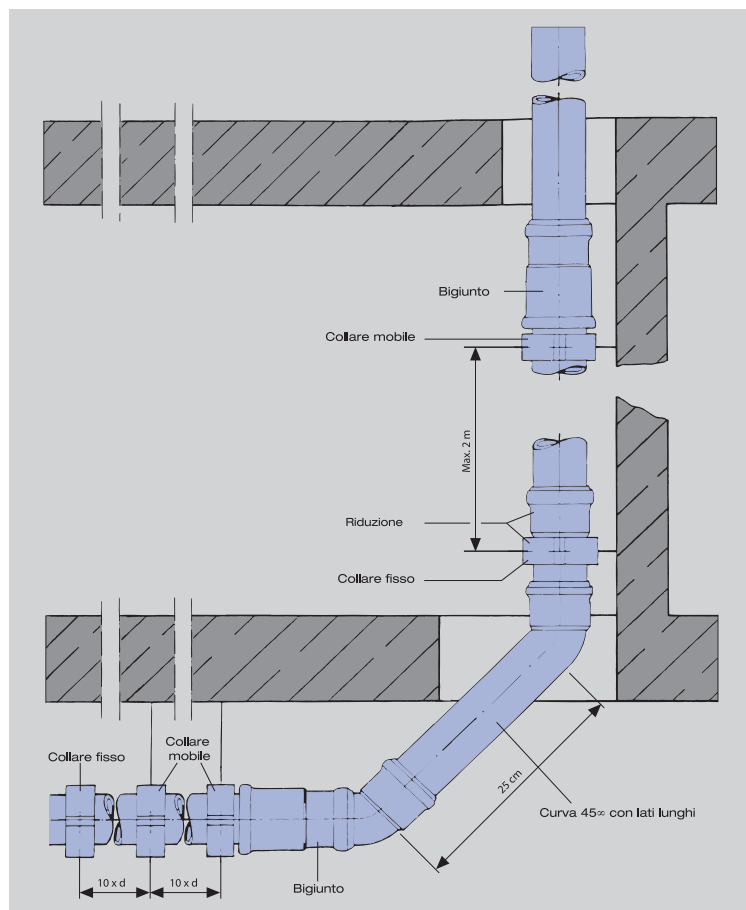 Bigiunto
Collare mobile
Max. 2 m
Riduzione
Collare fisso
Collare
mobile
Collare fisso
25 cm
Curva 45∞ con lati lunghi
10 x d
10 x d
Bigiunto